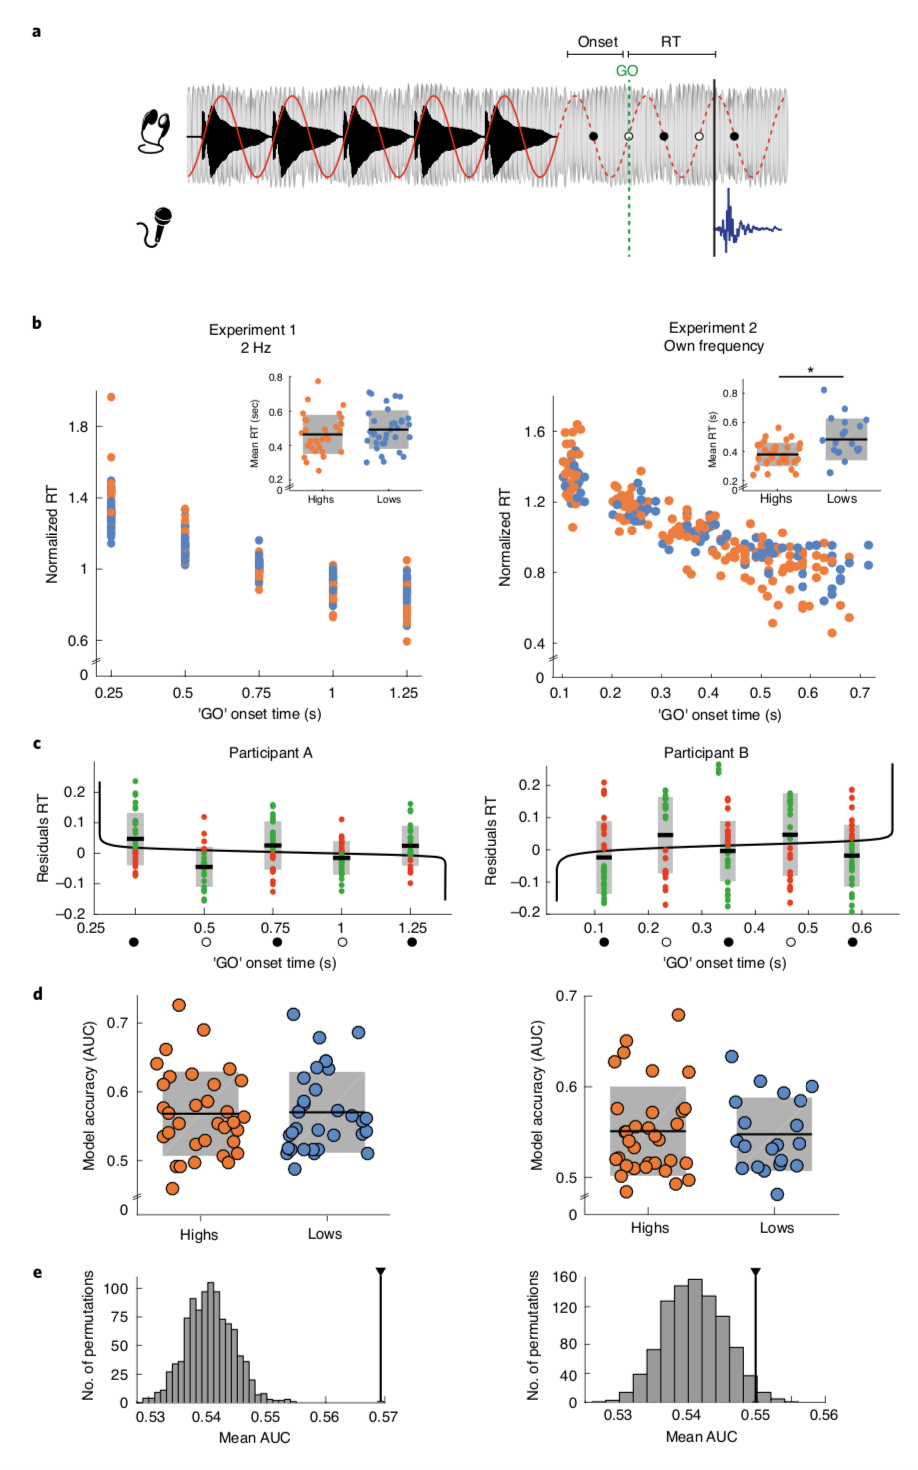 a
Onset RT
GO
b
Experiment 1
2 Hz
Experiment 2
Own frequency
Normalized RT
1.8
1.4
1
0.6
0
0.25 0.5 0.75 1 1.25
'GO' onset time (s)
Mean RT (sec)
0.8
0.6
0.4
0.2
0
Highs Lows
Normalized RT
1.6
1.2
0.8
0.4
0
0.1 0.2 0.3 0.4 0.5 0.6 0.7
'GO' onset time (s)
Mean RT (s)
0.8
0.6
0.4
0.2
0
*
Highs Lows
c
Participant A
Residuals RT
0.2
0.1
0
–0.1
–0.2
0.25 0.5 0.75 1 1.25
'GO' onset time (s)
Participant B
Residuals RT
0.2
0.1
0
–0.1
–0.2
0.1 0.2 0.3 0.4 0.5 0.6
'GO' onset time (s)
d
Model accuracy (AUC)
0.7
0.6
0.5
0
Highs Lows
Model accuracy (AUC)
0.7
0.6
0.5
0
Highs Lows
e
No. of permutations
100
75
50
25
0
0.53 0.54 0.55 0.56 0.57
Mean AUC
No. of permutations
160
120
80
40
0
0.53 0.54 0.55 0.56
Mean AUC